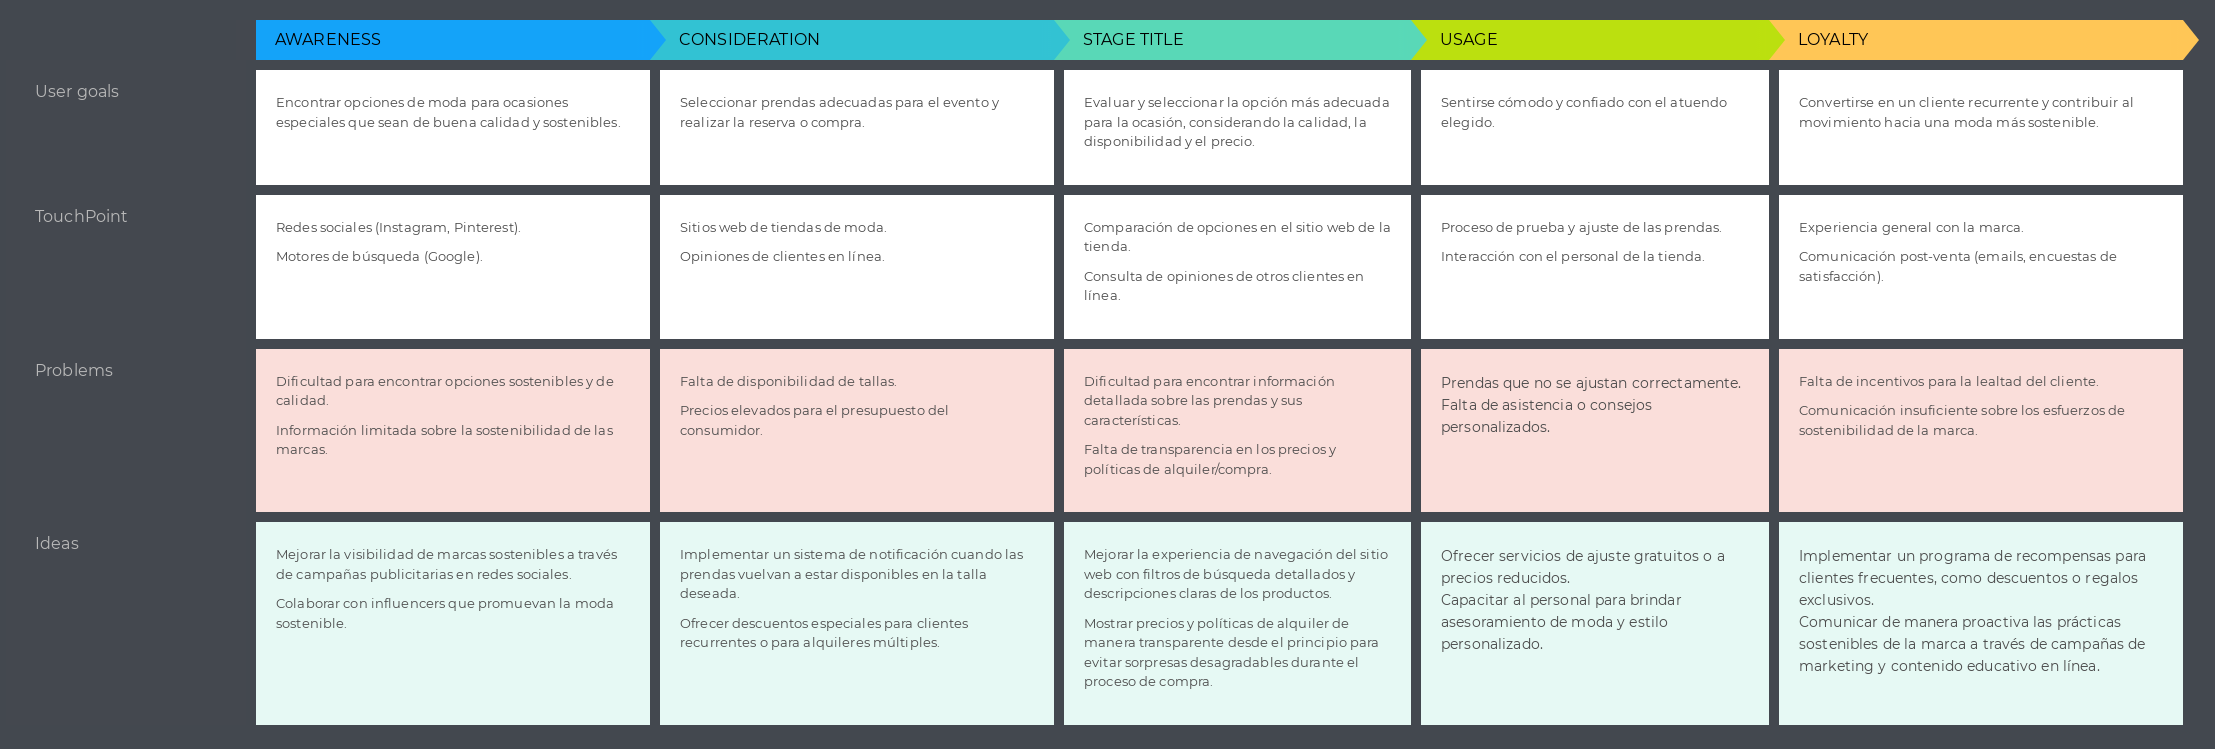 AWARENESS
CONSIDERATION
STAGE TITLE
USAGE
LOYALTY
User goals
Encontrar opciones de moda para ocasiones
especiales que sean de buena calidad y sostenibles.
Seleccionar prendas adecuadas para el evento y
realizar la reserva o compra.
Evaluar y seleccionar la opción más adecuada
para la ocasión, considerando la calidad, la
disponibilidad y el precio.
Sentirse cómodo y confiado con el atuendo
elegido.
Convertirse en un cliente recurrente y contribuir al
movimiento hacia una moda más sostenible.
TouchPoint
Redes sociales (Instagram, Pinterest).
Motores de búsqueda (Google).
Sitios web de tiendas de moda.
Opiniones de clientes en línea.
Comparación de opciones en el sitio web de la
tienda.
Consulta de opiniones de otros clientes en
línea.
Proceso de prueba y ajuste de las prendas.
Interacción con el personal de la tienda.
Experiencia general con la marca.
Comunicación post-venta (emails, encuestas de
satisfacción).
Problems
Dificultad para encontrar opciones sostenibles y de
calidad.
Información limitada sobre la sostenibilidad de las
marcas.
Falta de disponibilidad de tallas.
Precios elevados para el presupuesto del
consumidor.
Dificultad para encontrar información
detallada sobre las prendas y sus
características.
Falta de transparencia en los precios y
políticas de alquiler/compra.
Prendas que no se ajustan correctamente.
Falta de asistencia o consejos
personalizados.
Falta de incentivos para la lealtad del cliente.
Comunicación insuficiente sobre los esfuerzos de
sostenibilidad de la marca.
Ideas
Mejorar la visibilidad de marcas sostenibles a través
de campañas publicitarias en redes sociales.
Colaborar con influencers que promuevan la moda
sostenible.
Implementar un sistema de notificación cuando las
prendas vuelvan a estar disponibles en la talla
deseada.
Ofrecer descuentos especiales para clientes
recurrentes o para alquileres múltiples.
Mejorar la experiencia de navegación del sitio
web con filtros de búsqueda detallados y
descripciones claras de los productos.
Mostrar precios y políticas de alquiler de
manera transparente desde el principio para
evitar sorpresas desagradables durante el
proceso de compra.
Ofrecer servicios de ajuste gratuitos o a
precios reducidos.
Capacitar al personal para brindar
asesoramiento de moda y estilo
personalizado.
Implementar un programa de recompensas para
clientes frecuentes, como descuentos o regalos
exclusivos.
Comunicar de manera proactiva las prácticas
sostenibles de la marca a través de campañas de
marketing y contenido educativo en línea.